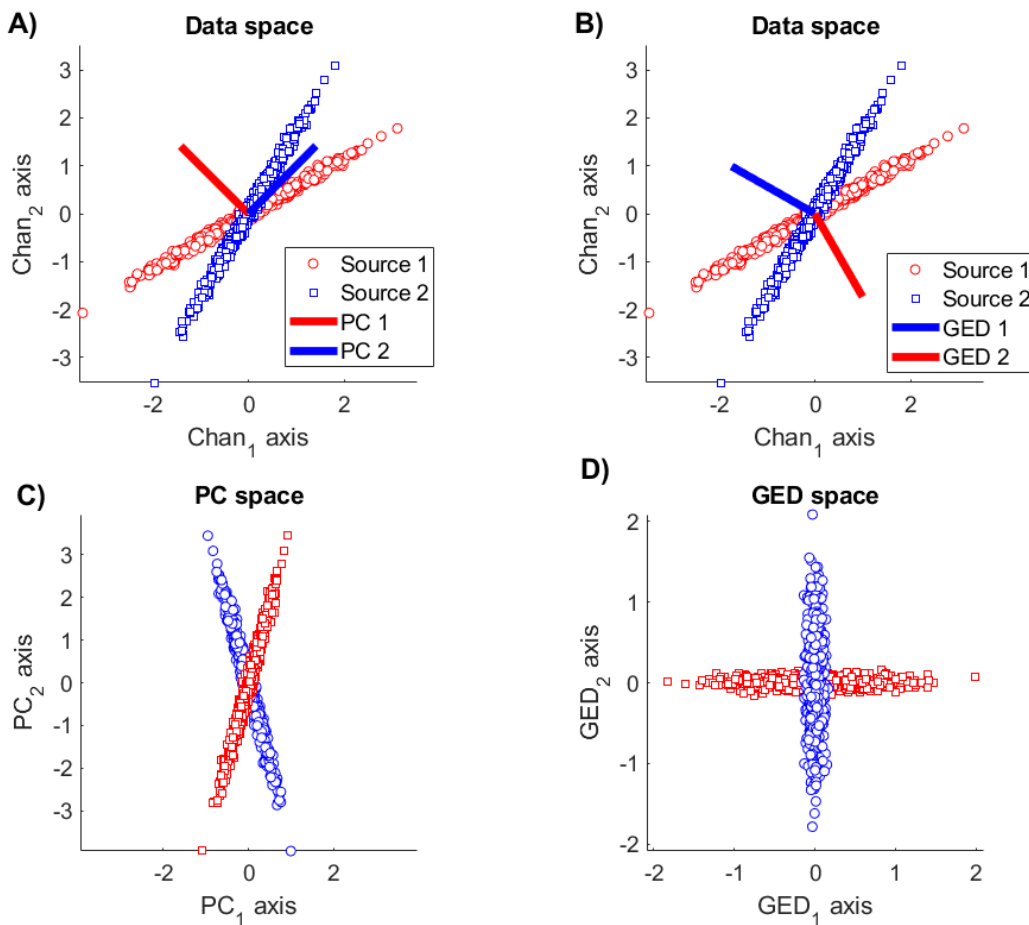 A)
Data space
3
2
1
0
-1
-2
-3
Chan2 axis
-2 0 2
Chan1 axis
Source 1
Source 2
PC 1
PC 2
B)
Data space
3
2
1
0
-1
-2
-3
Chan2 axis
-2 0 2
Chan1 axis
Source 1
Source 2
GED 1
GED 2
C)
PC space
3
2
1
0
-1
-2
-3
PC2 axis
-2 0 2
PC1 axis
D)
GED space
2
1
0
-1
-2
GED2 axis
-2 -1 0 1 2
GED1 axis